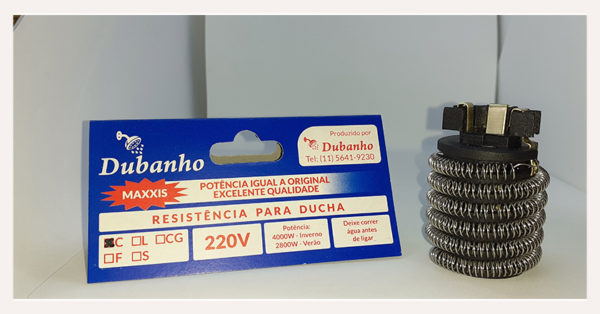 Dubanho
Produzido por
Dubanho
Tel: (11) 5641-9230
MAXXIS
POTÊNCIA IGUAL A ORIGINAL
EXCELENTE QUALIDADE
RESISTÊNCIA PARA DUCHA
C L CG
F S
220V
Potência:
4000W - Inverno
2800W - Verão
Deixe correr
água antes
de ligar